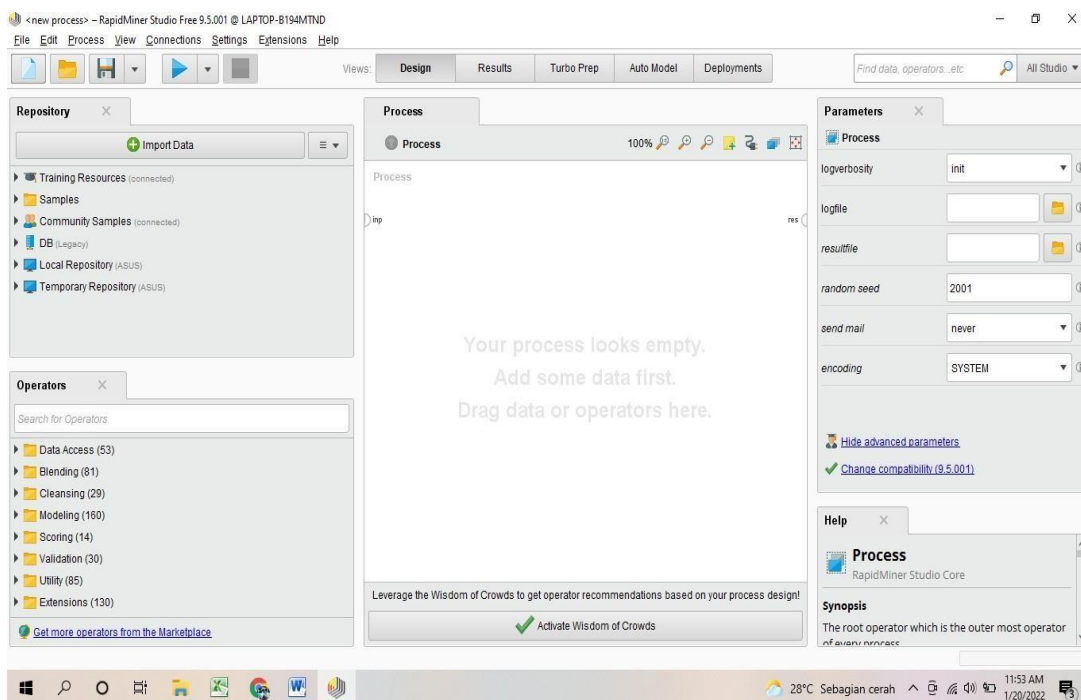 <new process> – RapidMiner Studio Free 9.5.001 @ LAPTOP-B194MTND
File Edit Process View Connections Settings Extensions Help
Views: Design Results Turbo Prep Auto Model Deployments Find data, operators...etc All Studio
Repository
Import Data
Training Resources (connected)
Samples
Community Samples (connected)
DB (Legacy)
Local Repository (ASUS)
Temporary Repository (ASUS)
Operators
Search for Operators
Data Access (53)
Blending (81)
Cleansing (29)
Modeling (160)
Scoring (14)
Validation (30)
Utility (85)
Extensions (130)
Get more operators from the Marketplace
Process
Process 100%
Process
inp res
Your process looks empty.
Add some data first.
Drag data or operators here.
Leverage the Wisdom of Crowds to get operator recommendations based on your process design!
Activate Wisdom of Crowds
Parameters
Process
logverbosity init
logfile
resultfile
random seed 2001
send mail never
encoding SYSTEM
Hide advanced parameters
Change compatibility (9.5.001)
Help
Process
RapidMiner Studio Core
Synopsis
The root operator which is the outer most operator
of every process.
28°C Sebagian cerah
11:53 AM
1/20/2022